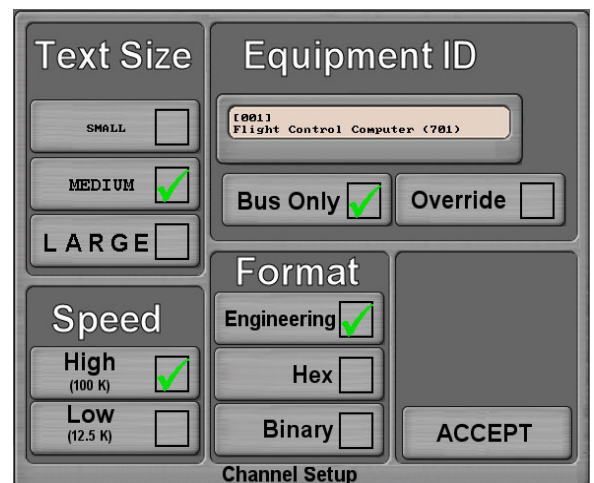 Text Size
SMALL
MEDIUM
LARGE
Equipment ID
[001]
Flight Control Computer (701)
Bus Only
Override
Speed
High
(100 K)
Low
(12.5 K)
Format
Engineering
Hex
Binary
ACCEPT
Channel Setup